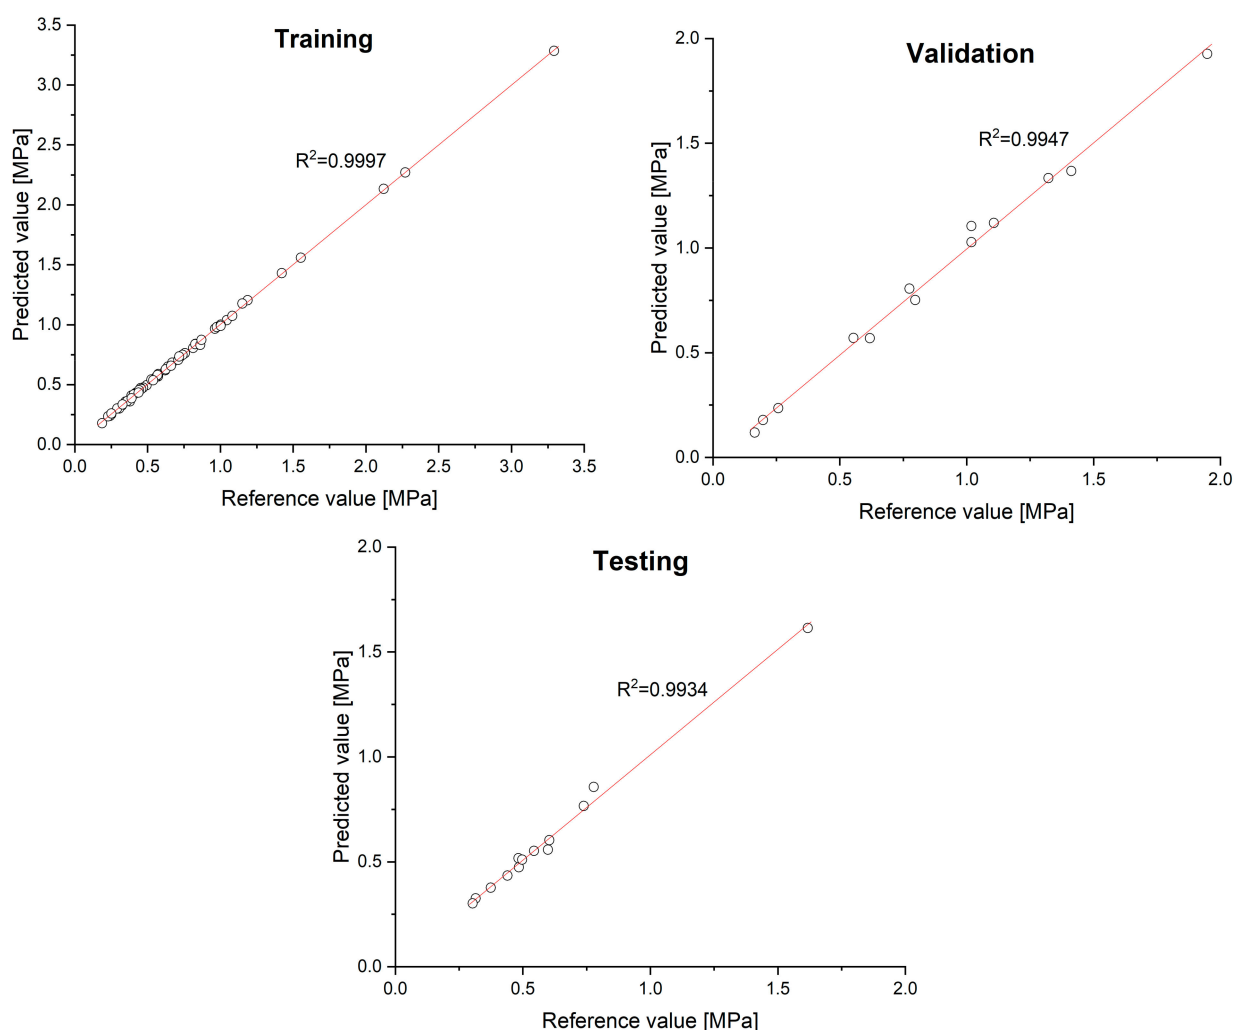 Training
R²=0.9997
Predicted value [MPa]
3.5
3.0
2.5
2.0
1.5
1.0
0.5
0.0
0.0 0.5 1.0 1.5 2.0 2.5 3.0 3.5
Reference value [MPa]
Validation
R²=0.9947
Predicted value [MPa]
2.0
1.5
1.0
0.5
0.0
0.0 0.5 1.0 1.5 2.0
Reference value [MPa]
Testing
R²=0.9934
Predicted value [MPa]
2.0
1.5
1.0
0.5
0.0
0.0 0.5 1.0 1.5 2.0
Reference value [MPa]